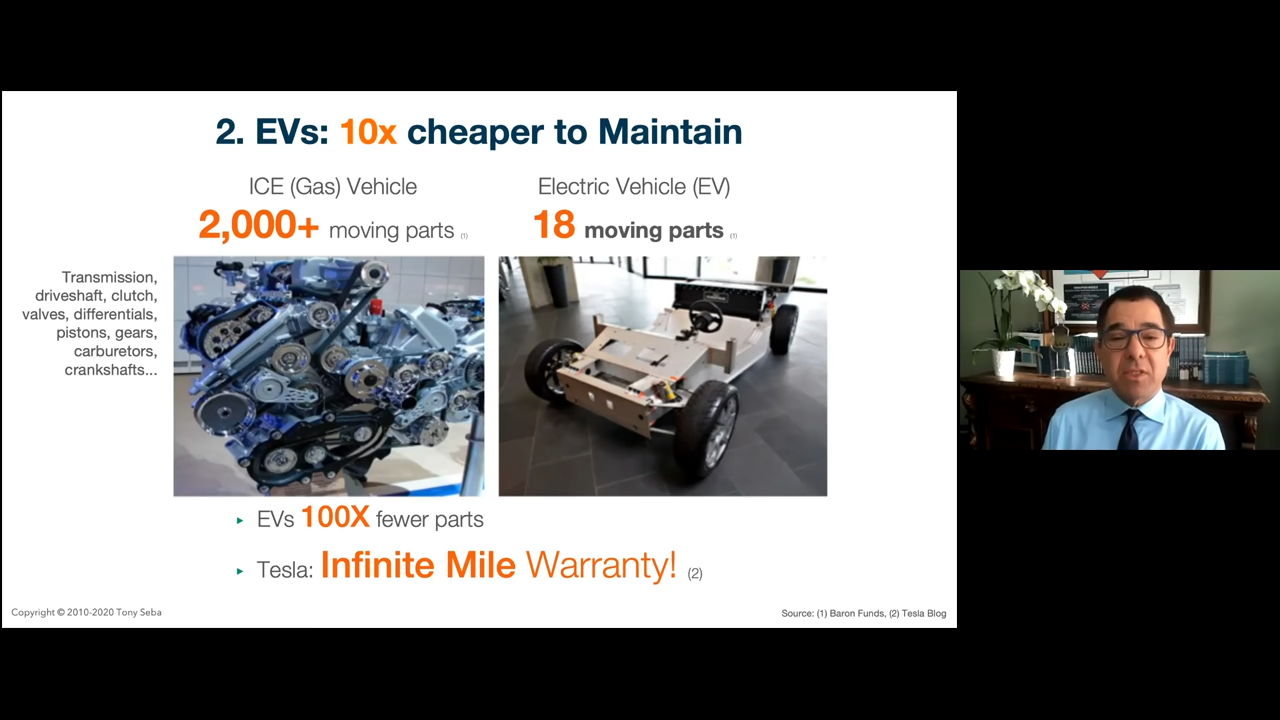 2. EVs: 10x cheaper to Maintain
ICE (Gas) Vehicle
2,000+ moving parts (1)
Electric Vehicle (EV)
18 moving parts (1)
Transmission,
driveshaft, clutch,
valves, differentials,
pistons, gears,
carburetors,
crankshafts...
▸ EVs 100X fewer parts
▸ Tesla: Infinite Mile Warranty! (2)
Copyright © 2010-2020 Tony Seba
Source: (1) Baron Funds, (2) Tesla Blog